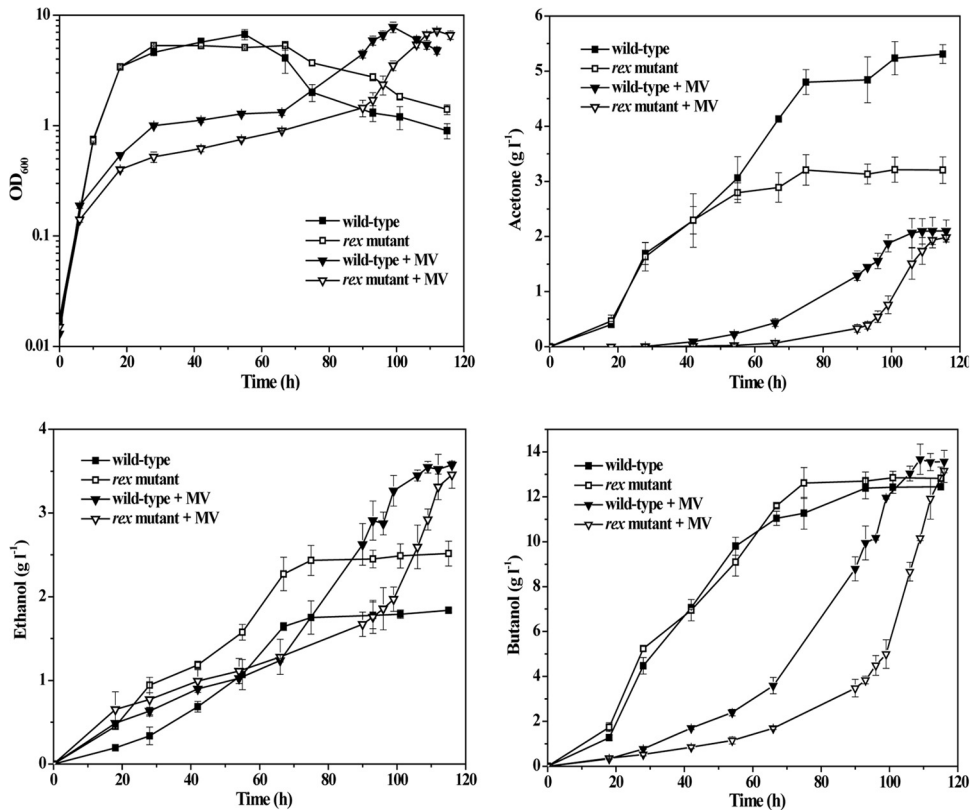 10
1
0.1
0.01
OD600
0 20 40 60 80 100 120
Time (h)
wild-type
rex mutant
wild-type + MV
rex mutant + MV
6
5
4
3
2
1
0
Acetone (g l-1)
0 20 40 60 80 100 120
Time (h)
wild-type
rex mutant
wild-type + MV
rex mutant + MV
4
3
2
1
0
Ethanol (g l-1)
0 20 40 60 80 100 120
Time (h)
wild-type
rex mutant
wild-type + MV
rex mutant + MV
14
12
10
8
6
4
2
0
Butanol (g l-1)
0 20 40 60 80 100 120
Time (h)
wild-type
rex mutant
wild-type + MV
rex mutant + MV